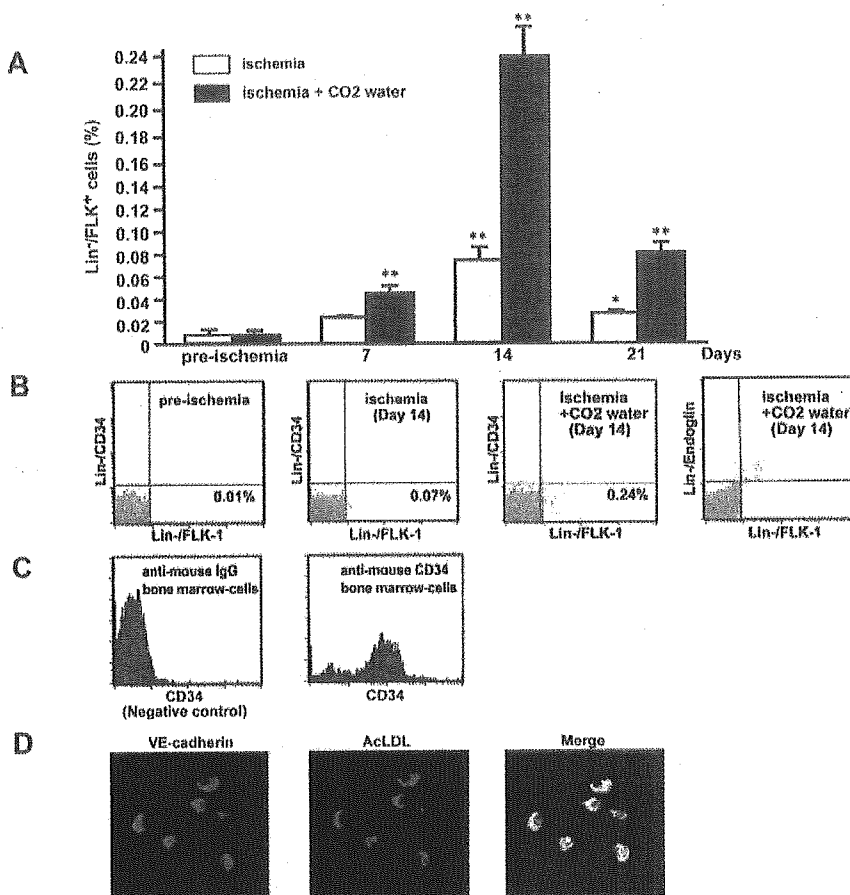 A
ischemia
ischemia + CO2 water
Lin-/FLK+ cells (%)
0.24
0.22
0.20
0.18
0.16
0.14
0.12
0.10
0.08
0.06
0.04
0.02
0
**
**
**
*
**
pre-ischemia 7 14 21 Days
B
pre-ischemia
Lin-/CD34
0.01%
Lin-/FLK-1
ischemia
(Day 14)
Lin-/CD34
0.07%
Lin-/FLK-1
Ischemia
+CO2 water
(Day 14)
Lin-/CD34
0.24%
Lin-/FLK-1
Ischemia
+CO2 water
(Day 14)
Lin-/Endoglin
Lin-/FLK-1
C
anti-mouse IgG
bone marrow-cells
CD34
(Negative control)
anti-mouse CD34
bone marrow-cells
CD34
D
VE-cadherin AcLDL Merge